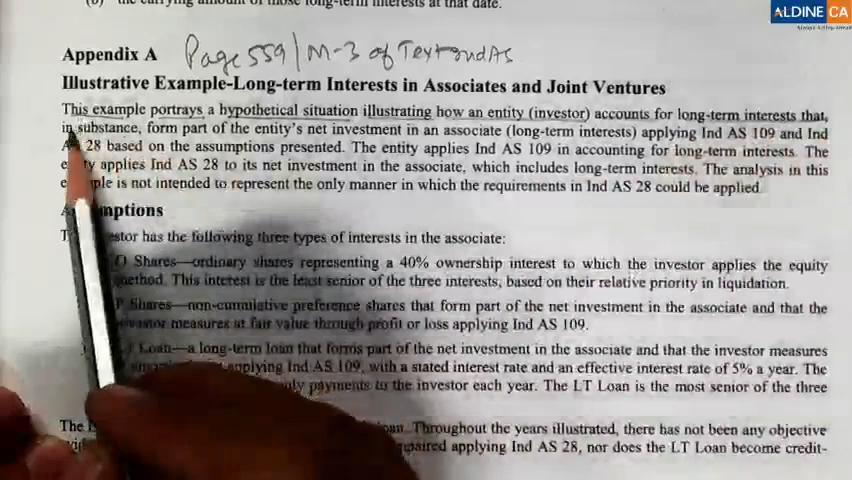 the carrying amount of those long-term interests at that date.
ALDINE CA
Appendix A Page 559/M-3 of Text and AS
Illustrative Example-Long-term Interests in Associates and Joint Ventures
This example portrays a hypothetical situation illustrating how an entity (investor) accounts for long-term interests that,
in substance, form part of the entity's net investment in an associate (long-term interests) applying Ind AS 109 and Ind
28 based on the assumptions presented. The entity applies Ind AS 109 in accounting for long-term interests. The
applies Ind AS 28 to its net investment in the associate, which includes long-term interests. The analysis in this
is not intended to represent the only manner in which the requirements in Ind AS 28 could be applied.
Assumptions
has the following three types of interests in the associate:
O Shares—ordinary shares representing a 40% ownership interest to which the investor applies the equity
method. This interest is the least senior of the three interests, based on their relative priority in liquidation.
P Shares—non-cumulative preference shares that form part of the net investment in the associate and that the
investor measures at fair value through profit or loss applying Ind AS 109.
Loan—a long-term loan that forms part of the net investment in the associate and that the investor measures
applying Ind AS 109, with a stated interest rate and an effective interest rate of 5% a year. The
payments to the investor each year. The LT Loan is the most senior of the three
The Loan. Throughout the years illustrated, there has not been any objective
applying Ind AS 28, nor does the LT Loan become credit-